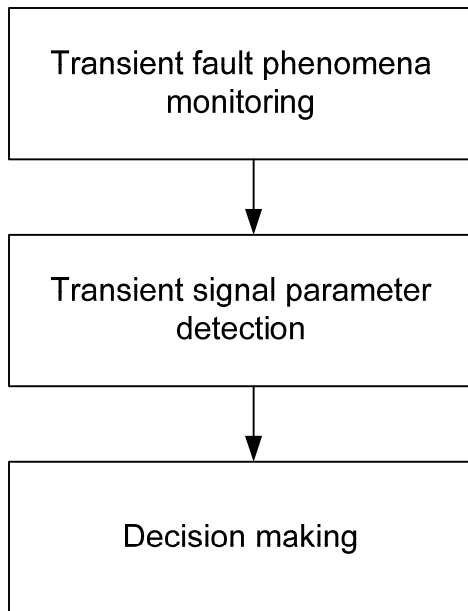 Transient fault phenomena
monitoring
Transient signal parameter
detection
Decision making